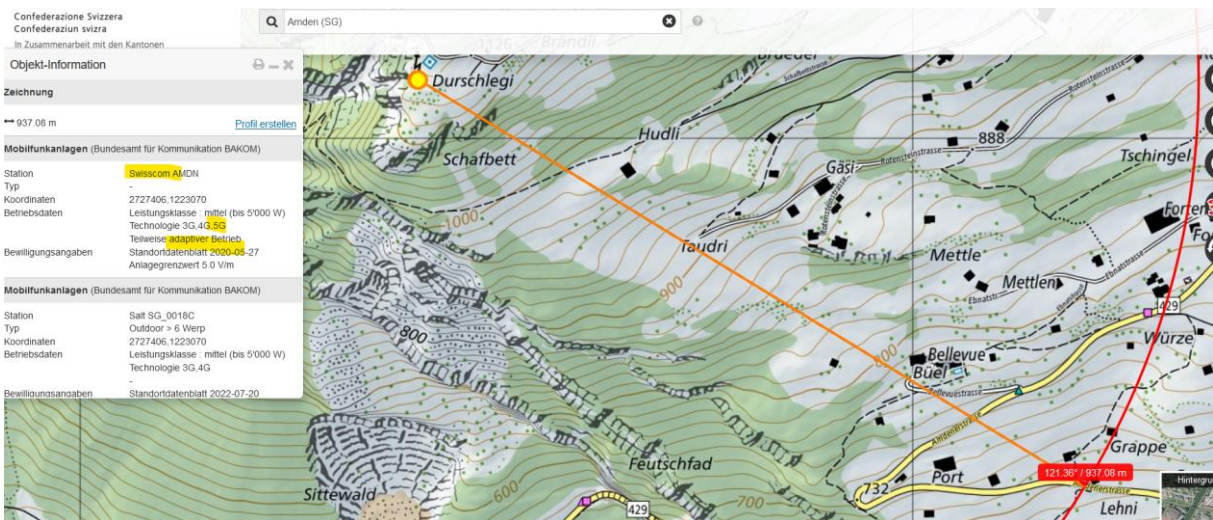 Confederazione Svizzera
Confederaziun svizra
In Zusammenarbeit mit den Kantonen
Amden (SG)
Objekt-Information
Zeichnung
937.08 m Profil erstellen
Mobilfunkanlagen (Bundesamt für Kommunikation BAKOM)
Station Swisscom AMDN
Typ -
Koordinaten 2727406,1223070
Betriebsdaten Leistungsklasse : mittel (bis 5'000 W)
Technologie 3G,4G,5G
Teilweise adaptiver Betrieb
Bewilligungsangaben Standortdatenblatt 2020-05-27
Anlagegrenzwert 5.0 V/m
Mobilfunkanlagen (Bundesamt für Kommunikation BAKOM)
Station Salt SG_0018C
Typ Outdoor > 6 Werp
Koordinaten 2727406,1223070
Betriebsdaten Leistungsklasse : mittel (bis 5'000 W)
Technologie 3G,4G
-
Bewilligungsangaben Standortdatenblatt 2022-07-20
Brändli
Durschlegi
Schafbett
Hudli
Gäsi
888
Rotensteinstrasse
Rotensteinstrasse
Rotensteinstrasse
Tschingel
1000
Taudri
900
Mettle
Mettlen
Ebnatstrasse
429
Würze
800
800
Bellevue
Büel
Bellevuestrasse
Amdenerstrasse
Grappe
121.36° / 937.08 m
Feutschfad
Port
732
Lehni
Sittewald
600
429
700